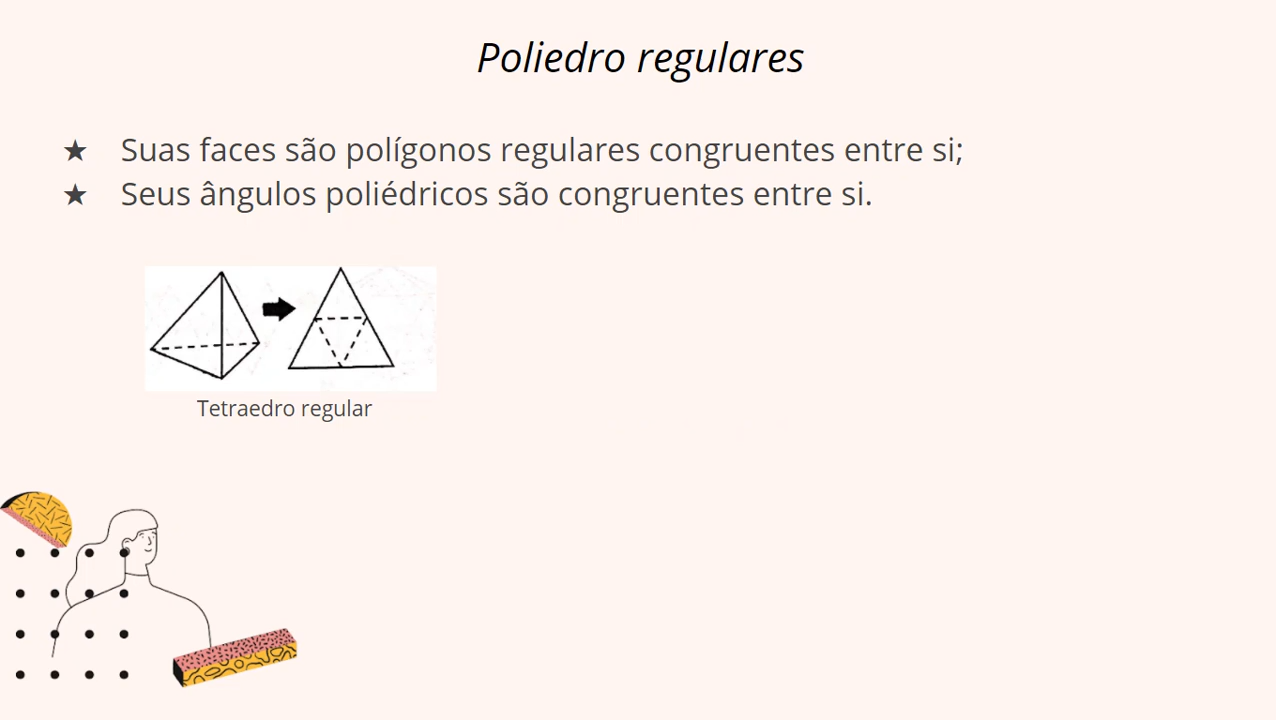 Poliedro regulares
★ Suas faces são polígonos regulares congruentes entre si;
★ Seus ângulos poliédricos são congruentes entre si.
Tetraedro regular